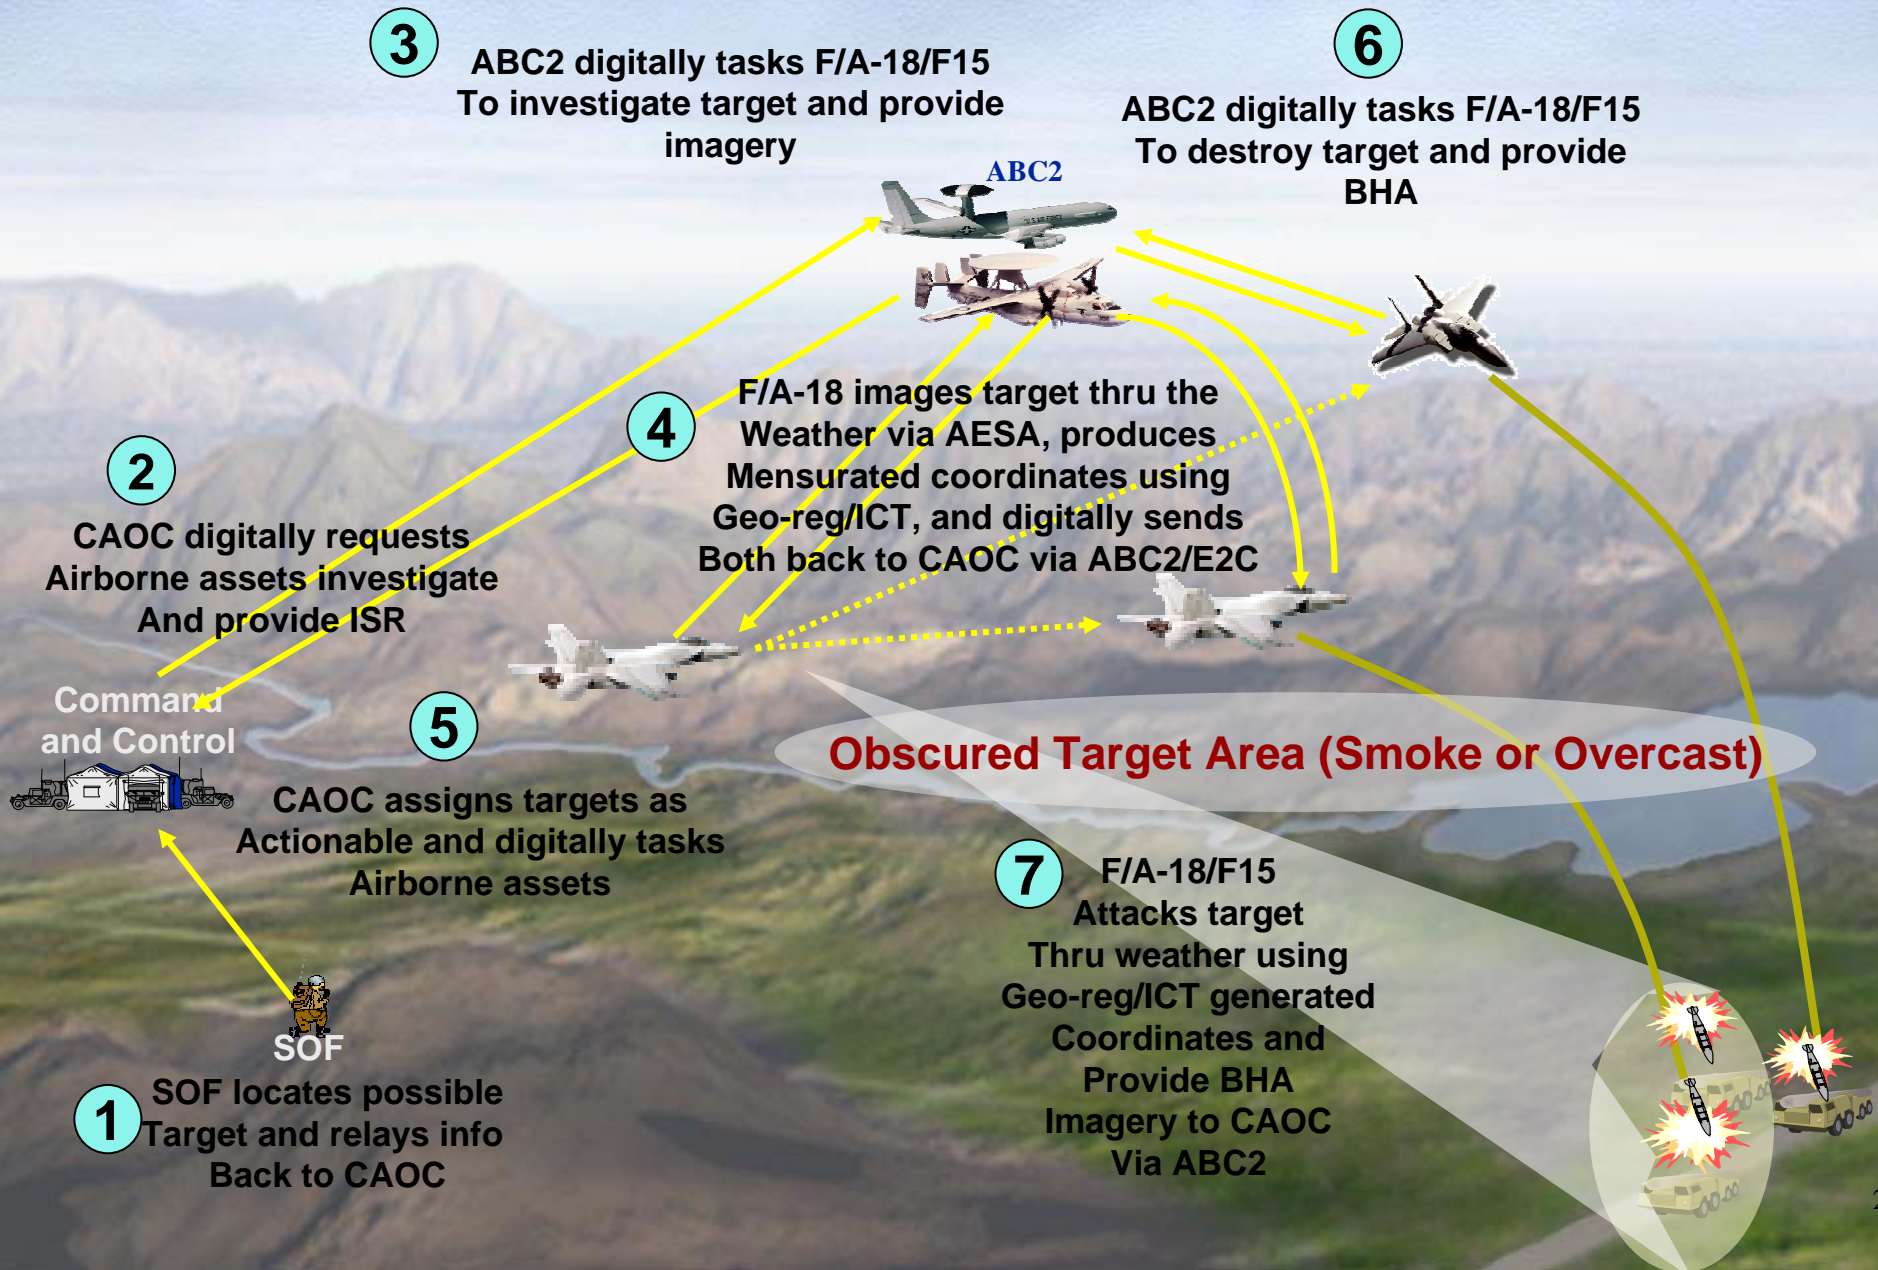 3
ABC2 digitally tasks F/A-18/F15
To investigate target and provide
imagery
6
ABC2 digitally tasks F/A-18/F15
To destroy target and provide
BHA
ABC2
4
F/A-18 images target thru the
Weather via AESA, produces
Mensurated coordinates using
Geo-reg/ICT, and digitally sends
Both back to CAOC via ABC2/E2C
2
CAOC digitally requests
Airborne assets investigate
And provide ISR
Command
and Control
5
CAOC assigns targets as
Actionable and digitally tasks
Airborne assets
Obscured Target Area (Smoke or Overcast)
7
F/A-18/F15
Attacks target
Thru weather using
Geo-reg/ICT generated
Coordinates and
Provide BHA
Imagery to CAOC
Via ABC2
SOF
1
SOF locates possible
Target and relays info
Back to CAOC